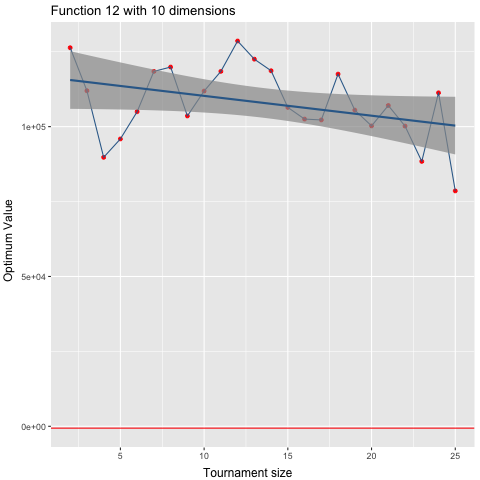 Function 12 with 10 dimensions
Optimum Value
1e+05
5e+04
0e+00
5
10
15
20
25
Tournament size